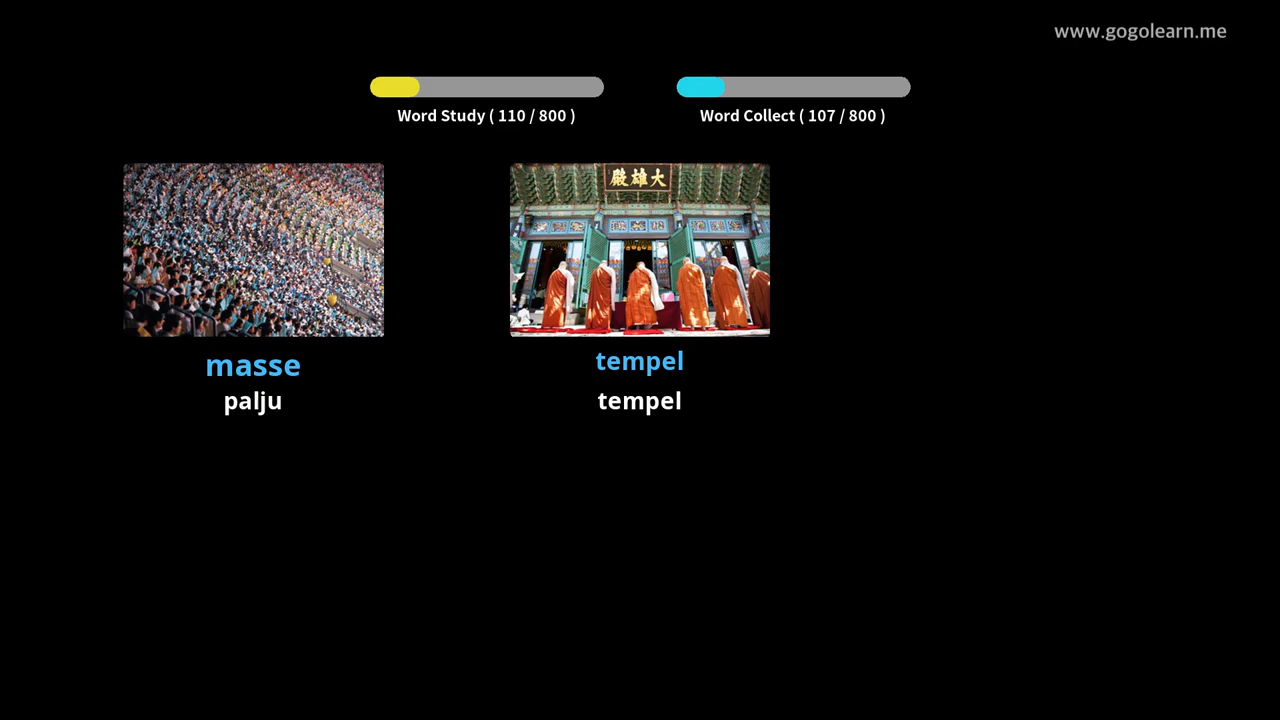 www.gogolearn.me
Word Study ( 110 / 800 )
Word Collect ( 107 / 800 )
殿雄大
masse
palju
tempel
tempel